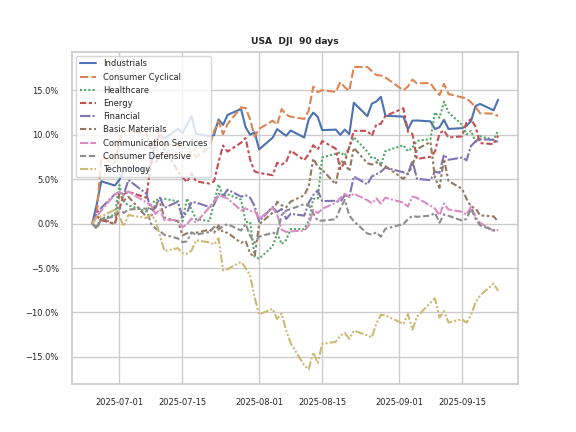 USA DJI 90 days
Industrials
Consumer Cyclical
Healthcare
Energy
Financial
Basic Materials
Communication Services
Consumer Defensive
Technology
15.0%
10.0%
5.0%
0.0%
−5.0%
−10.0%
−15.0%
2025-07-01 2025-07-15 2025-08-01 2025-08-15 2025-09-01 2025-09-15